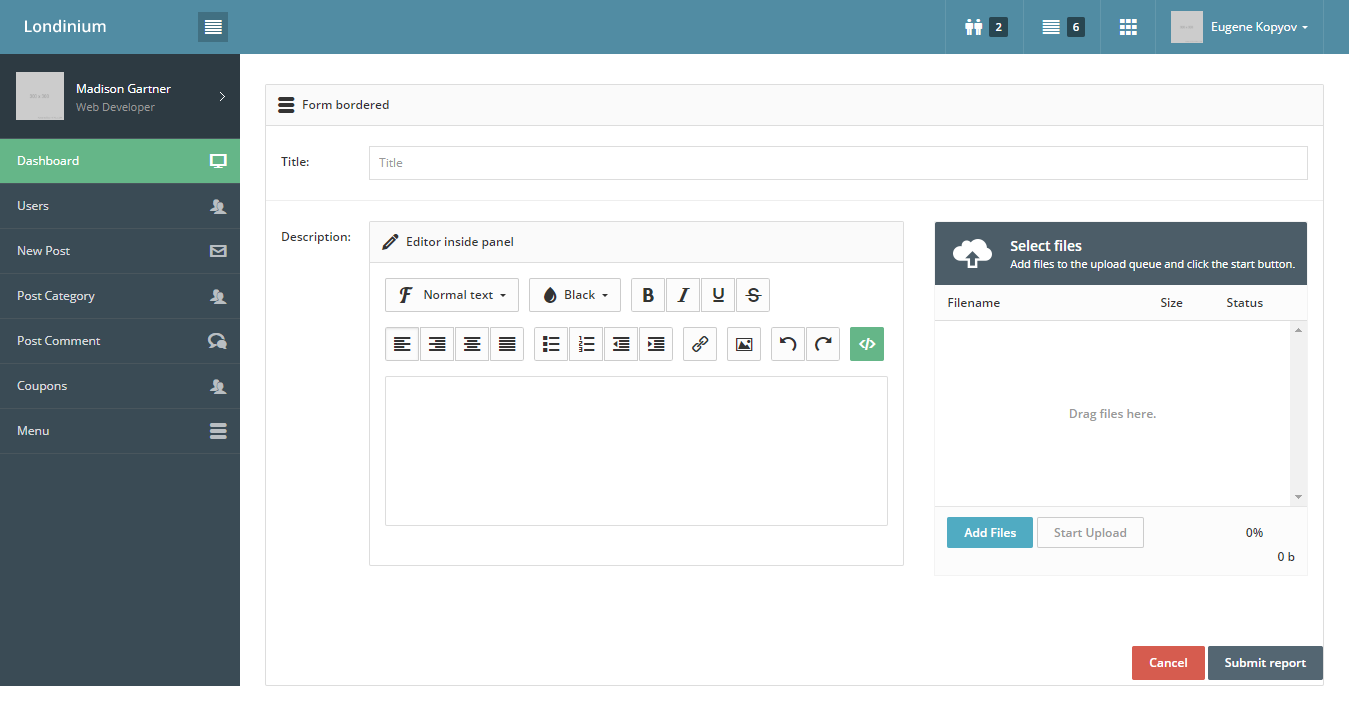 Londinium
2
6
Eugene Kopyov
Madison Gartner
Web Developer
Dashboard
Users
New Post
Post Category
Post Comment
Coupons
Menu
Form bordered
Title:
Title
Description:
Editor inside panel
Normal text
Black
B I U S
Select files
Add files to the upload queue and click the start button.
Filename Size Status
Drag files here.
Add Files Start Upload 0%
0 b
Cancel Submit report